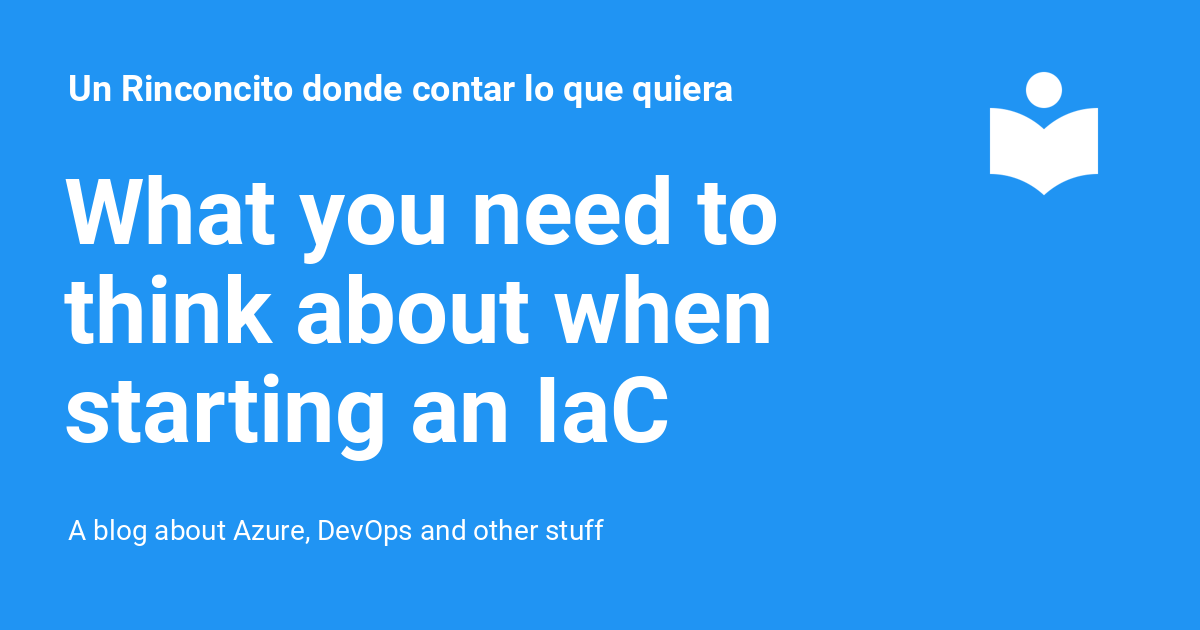 Un Rinconcito donde contar lo que quiera
What you need to
think about when
starting an IaC
A blog about Azure, DevOps and other stuff